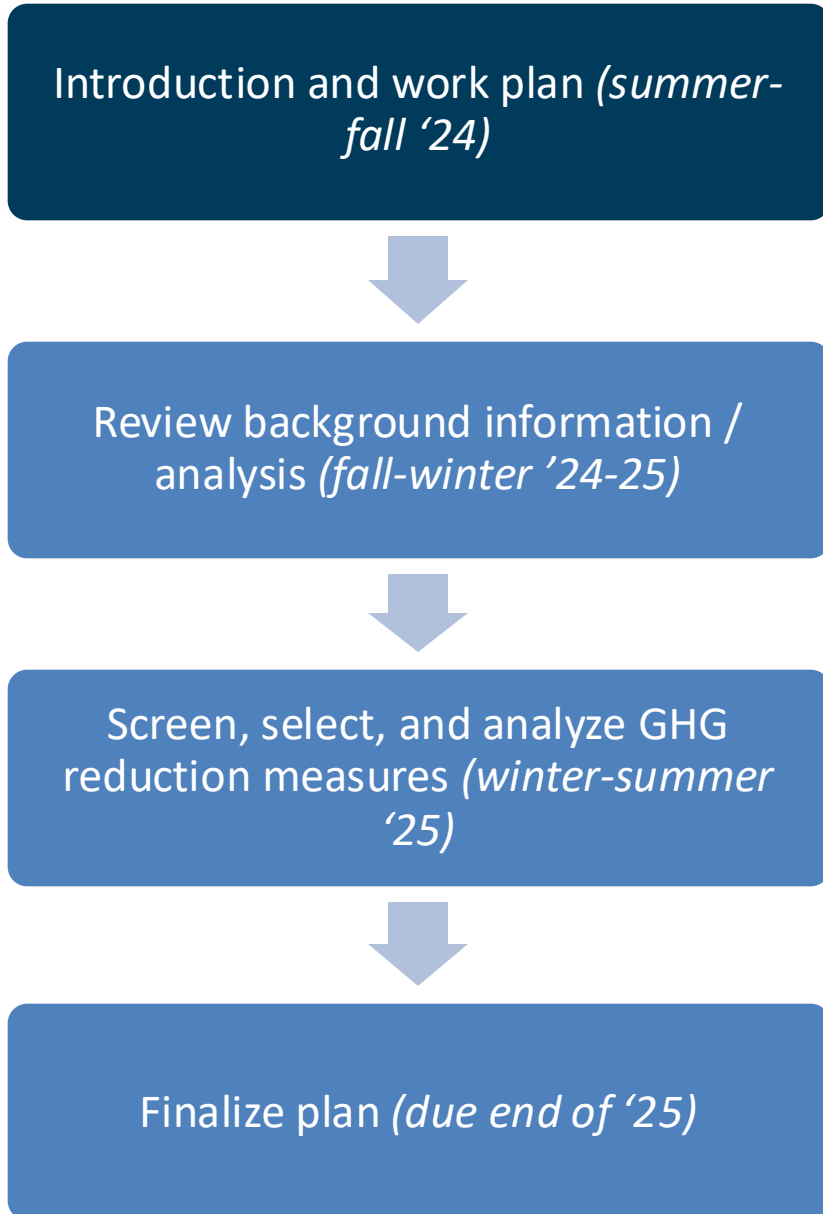 Introduction and work plan (summer-
fall ‘24)
Review background information /
analysis (fall-winter ’24-25)
Screen, select, and analyze GHG
reduction measures (winter-summer
‘25)
Finalize plan (due end of ‘25)